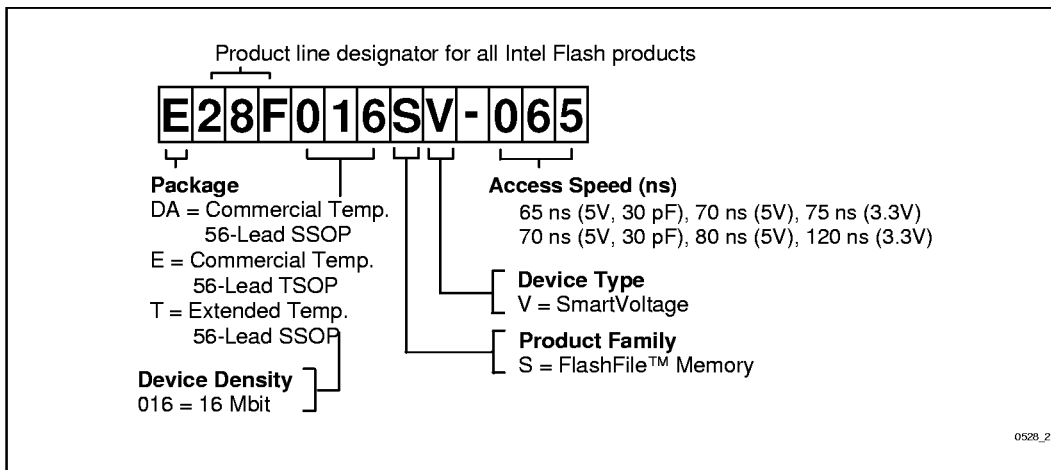 Product line designator for all Intel Flash products
E28F016SV-065
Package
DA = Commercial Temp.
56-Lead SSOP
E = Commercial Temp.
56-Lead TSOP
T = Extended Temp.
56-Lead SSOP
Device Density
016 = 16 Mbit
Access Speed (ns)
65 ns (5V, 30 pF), 70 ns (5V), 75 ns (3.3V)
70 ns (5V, 30 pF), 80 ns (5V), 120 ns (3.3V)
Device Type
V = SmartVoltage
Product Family
S = FlashFile™ Memory
0528_2